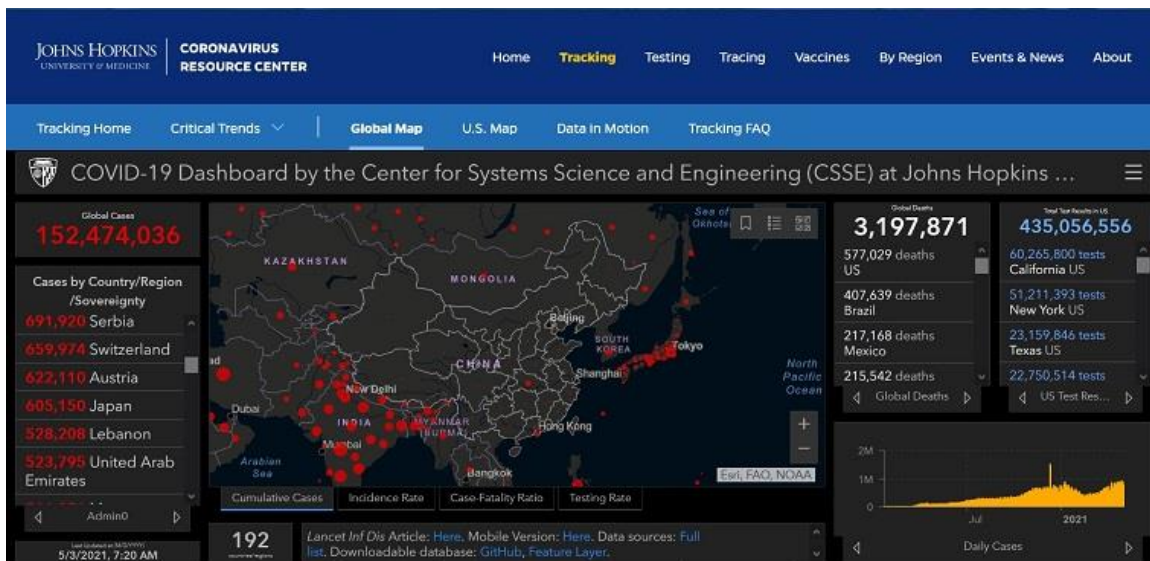 JOHNS HOPKINS
UNIVERSITY & MEDICINE
CORONAVIRUS
RESOURCE CENTER
Home Tracking Testing Tracing Vaccines By Region Events & News About
Tracking Home Critical Trends Global Map U.S. Map Data in Motion Tracking FAQ
COVID-19 Dashboard by the Center for Systems Science and Engineering (CSSE) at Johns Hopkins ...
Global Cases
152,474,036
Cases by Country/Region
/Sovereignty
691,920 Serbia
659,974 Switzerland
622,110 Austria
605,150 Japan
528,208 Lebanon
523,795 United Arab
Emirates
Admin0
Last Updated at (M/D/YYYY)
5/3/2021, 7:20 AM
Sea of
Okhotsk
KAZAKHSTAN
MONGOLIA
Beijing
SOUTH
KOREA
Tokyo
CHINA
Shanghai
North
Pacific
Ocean
New Delhi
Dubai
INDIA
MYANMAR
(BURMA)
Hong Kong
Mumbai
Arabian
Sea
Bangkok
Esri, FAO, NOAA
Cumulative Cases Incidence Rate Case-Fatality Ratio Testing Rate
192
Lancet Inf Dis Article: Here. Mobile Version: Here. Data sources: Full
list. Downloadable database: GitHub, Feature Layer.
Global Deaths
3,197,871
577,029 deaths
US
407,639 deaths
Brazil
217,168 deaths
Mexico
215,542 deaths
Global Deaths
Total Test Results in US
435,056,556
60,265,800 tests
California US
51,211,393 tests
New York US
23,159,846 tests
Texas US
22,750,514 tests
US Test Res...
2M
1M
0
Jul 2021
Daily Cases